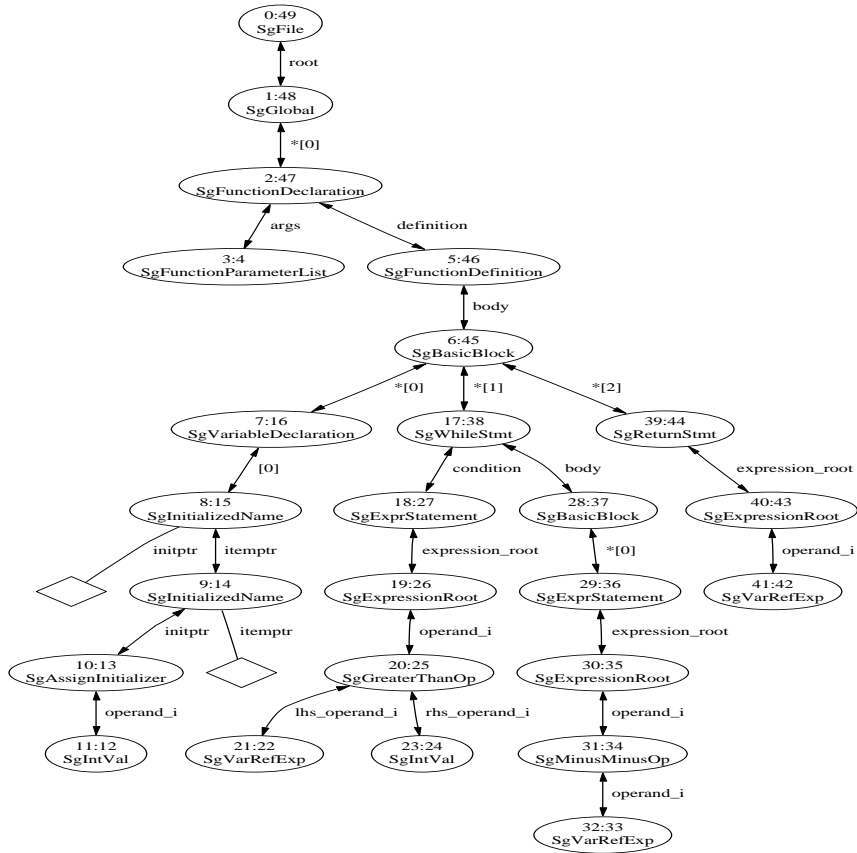 0:49
SgFile
root
1:48
SgGlobal
*[0]
2:47
SgFunctionDeclaration
args
definition
3:4
SgFunctionParameterList
5:46
SgFunctionDefinition
body
6:45
SgBasicBlock
*[0]
*[1]
*[2]
7:16
SgVariableDeclaration
17:38
SgWhileStmt
39:44
SgReturnStmt
[0]
condition
body
expression_root
8:15
SgInitializedName
18:27
SgExprStatement
28:37
SgBasicBlock
40:43
SgExpressionRoot
initptr
itemptr
expression_root
*[0]
operand_i
9:14
SgInitializedName
19:26
SgExpressionRoot
29:36
SgExprStatement
41:42
SgVarRefExp
initptr
itemptr
operand_i
expression_root
10:13
SgAssignInitializer
20:25
SgGreaterThanOp
30:35
SgExpressionRoot
operand_i
lhs_operand_i
rhs_operand_i
operand_i
11:12
SgIntVal
21:22
SgVarRefExp
23:24
SgIntVal
31:34
SgMinusMinusOp
operand_i
32:33
SgVarRefExp